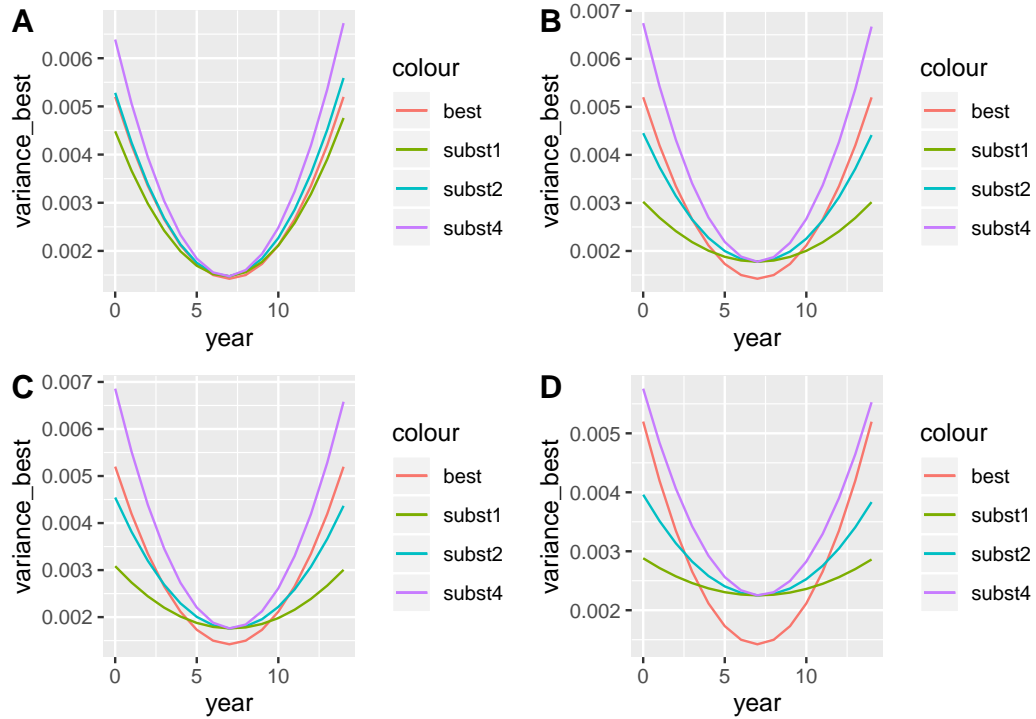 A
0.006
0.005
0.004
0.003
0.002
variance_best
0
5
10
year
colour
best
subst1
subst2
subst4
B
0.007
0.006
0.005
0.004
0.003
0.002
variance_best
0
5
10
year
colour
best
subst1
subst2
subst4
C
0.007
0.006
0.005
0.004
0.003
0.002
variance_best
0
5
10
year
colour
best
subst1
subst2
subst4
D
0.005
0.004
0.003
0.002
variance_best
0
5
10
year
colour
best
subst1
subst2
subst4